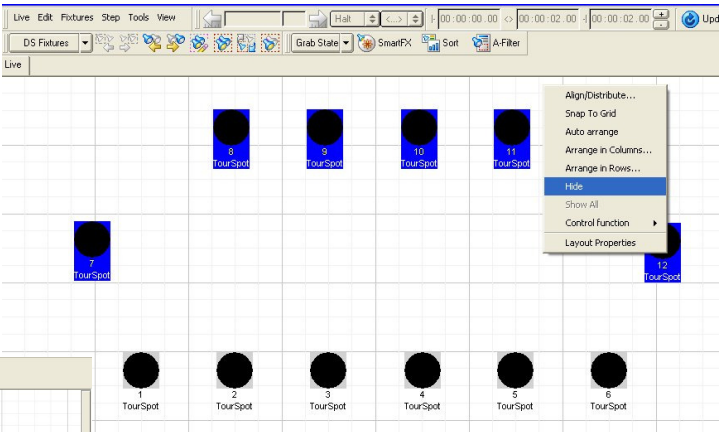 Live Edit Fixtures Step Tools View Halt <...> 00:00:00.00 <> 00:00:02.00 00:00:02.00 Upd
DS Fixtures Grab State SmartFX Sort A-Filter
Live
Align/Distribute...
Snap To Grid
Auto arrange
Arrange in Columns...
Arrange in Rows...
Hide
Show All
Control function
Layout Properties
8 9 10 11
TourSpot TourSpot TourSpot TourSpot
7 12
TourSpot TourSpot
1 2 3 4 5 6
TourSpot TourSpot TourSpot TourSpot TourSpot TourSpot